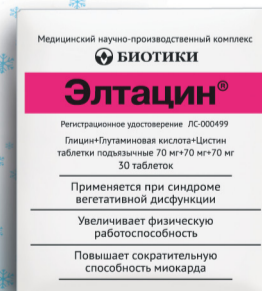 Медицинский научно-производственный комплекс
БИОТИКИ
Элтацин®
Регистрационное удостоверение ЛС-000499
Глицин+Глутаминовая кислота+Цистин
таблетки подъязычные 70 мг+70 мг+70 мг
30 таблеток
Применяется при синдроме
вегетативной дисфункции
Увеличивает физическую
работоспособность
Повышает сократительную
способность миокарда